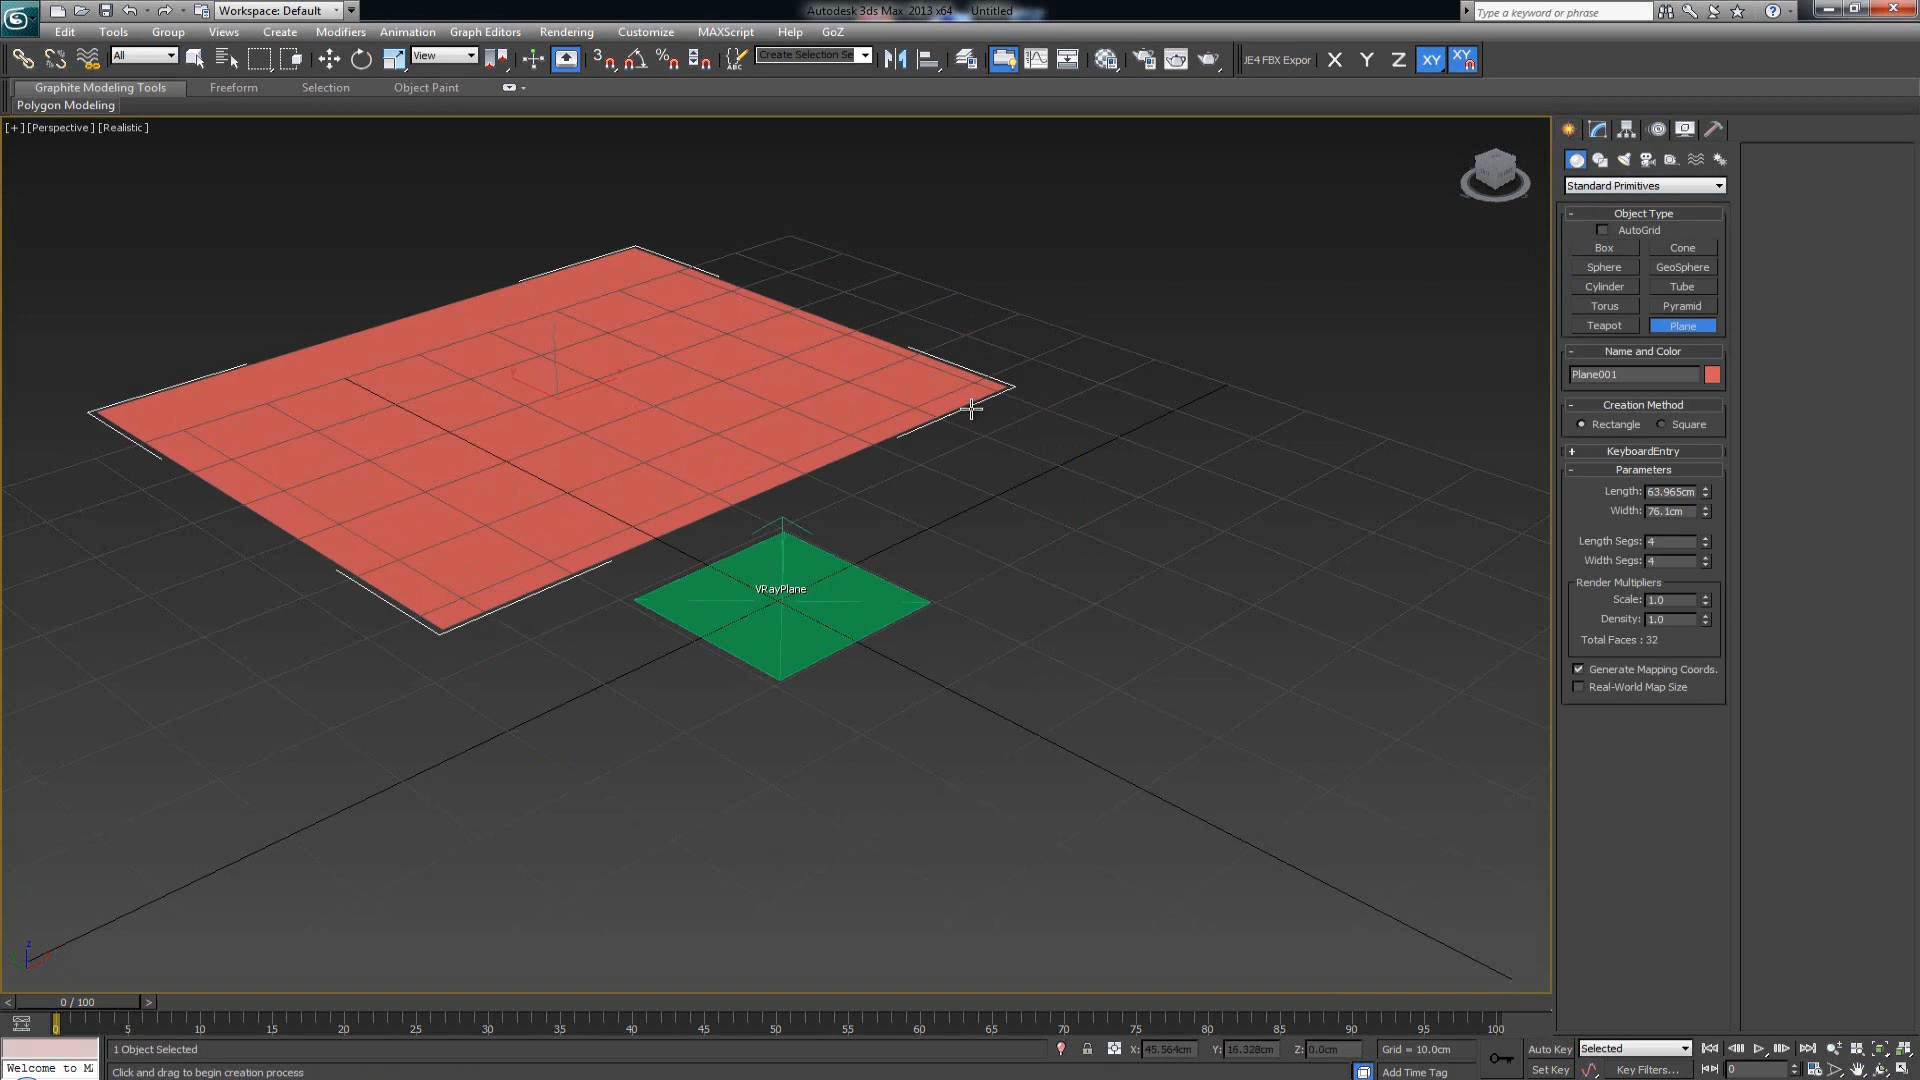 Workspace: Default
Autodesk 3ds Max 2013 x64 Untitled
Type a keyword or phrase
Edit Tools Group Views Create Modifiers Animation Graph Editors Rendering Customize MAXScript Help GoZ
All
View
3
Create Selection Se
JE4 FBX Expor
X Y Z XY XY
Graphite Modeling Tools Freeform Selection Object Paint
Polygon Modeling
[+] [Perspective ] [Realistic ]
VRayPlane
z
Standard Primitives
- Object Type
AutoGrid
Box Cone
Sphere GeoSphere
Cylinder Tube
Torus Pyramid
Teapot Plane
- Name and Color
Plane001
- Creation Method
Rectangle Square
+ KeyboardEntry
- Parameters
Length: 63.965cm
Width: 76.1cm
Length Segs: 4
Width Segs: 4
Render Multipliers
Scale: 1.0
Density: 1.0
Total Faces : 32
Generate Mapping Coords.
Real-World Map Size
< 0 / 100 >
0 5 10 15 20 25 30 35 40 45 50 55 60 65 70 75 80 85 90 95 100
1 Object Selected
X: 45.564cm Y: 16.328cm Z: 0.0cm Grid = 10.0cm
Auto Key Selected
Welcome to MA
Click and drag to begin creation process
Add Time Tag
Set Key Key Filters... 0